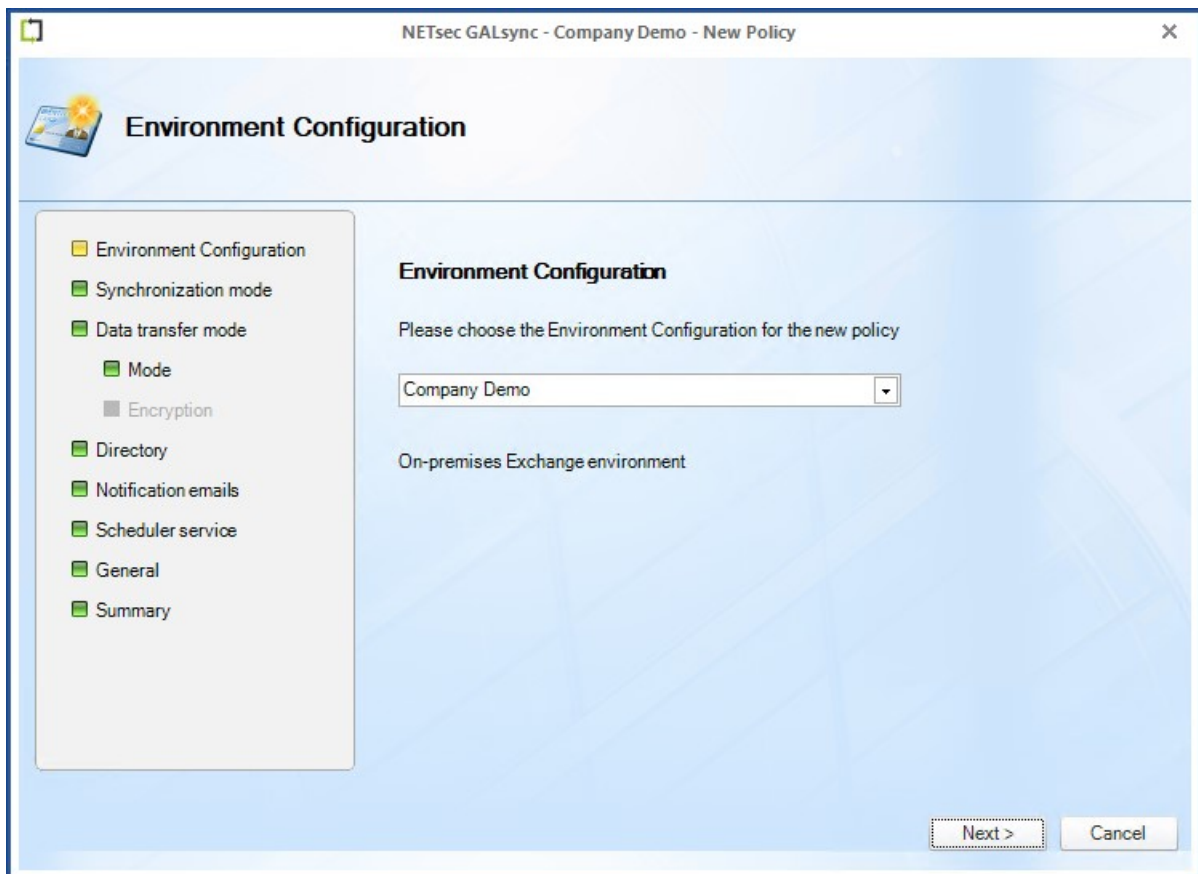 NETsec GALsync - Company Demo - New Policy
Environment Configuration
Environment Configuration
Synchronization mode
Data transfer mode
Mode
Encryption
Directory
Notification emails
Scheduler service
General
Summary
Environment Configuration
Please choose the Environment Configuration for the new policy
Company Demo
On-premises Exchange environment
Next >
Cancel